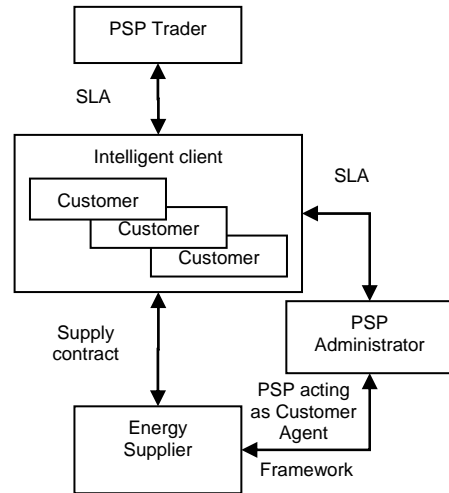 PSP Trader
SLA
Intelligent client
Customer
Customer
Customer
SLA
Supply
contract
PSP
Administrator
PSP acting
as Customer
Agent
Energy
Supplier
Framework